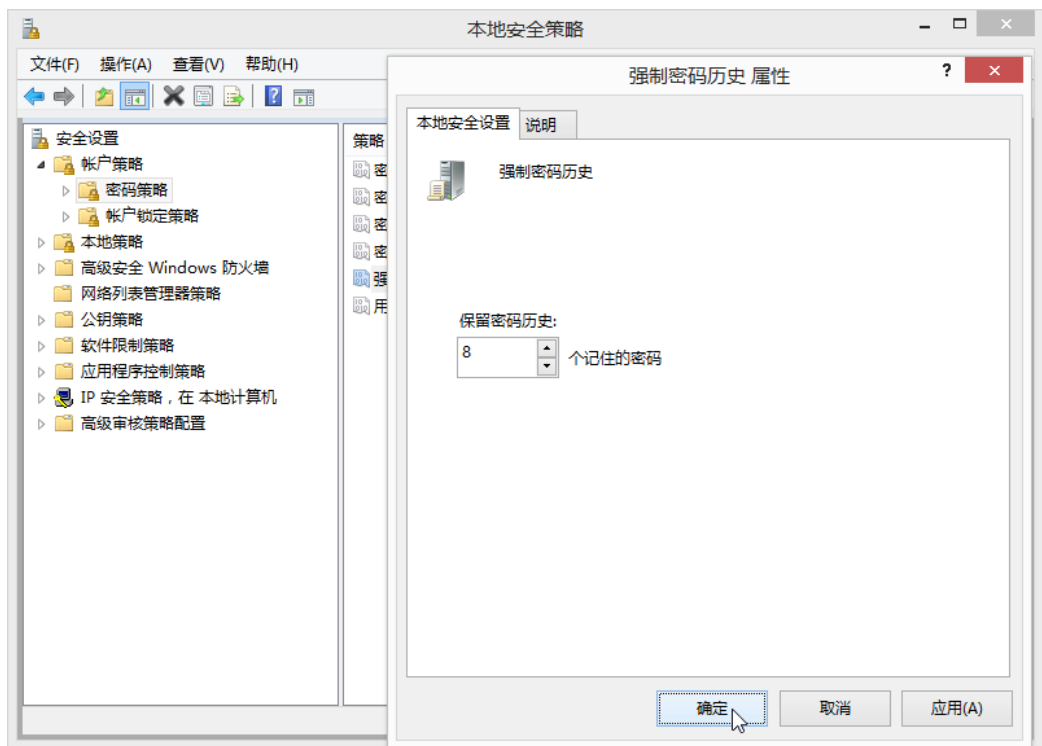 本地安全策略
文件(F) 操作(A) 查看(V) 帮助(H)
安全设置
帐户策略
密码策略
帐户锁定策略
本地策略
高级安全 Windows 防火墙
网络列表管理器策略
公钥策略
软件限制策略
应用程序控制策略
IP 安全策略，在 本地计算机
高级审核策略配置
策略
密
密
密
密
强
用
强制密码历史 属性
?
本地安全设置 说明
强制密码历史
保留密码历史:
8 个记住的密码
确定 取消 应用(A)